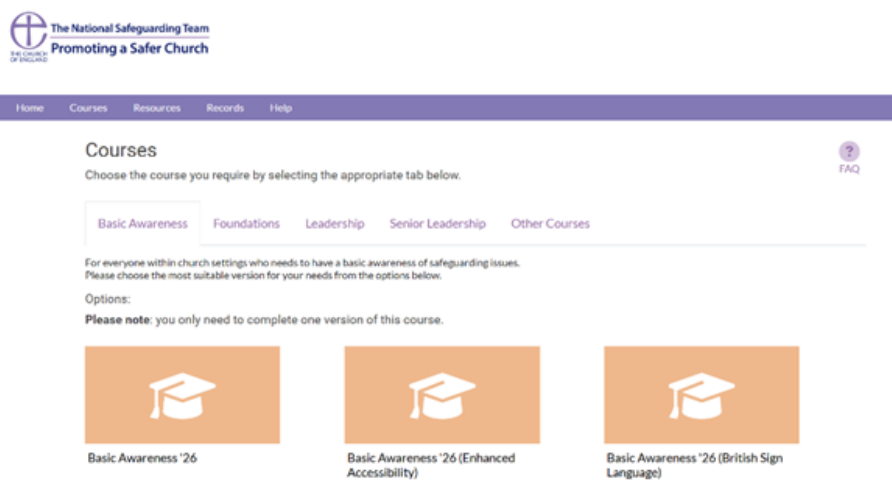 The National Safeguarding Team
Promoting a Safer Church
THE CHURCH
OF ENGLAND
Home Courses Resources Records Help
Courses
Choose the course you require by selecting the appropriate tab below.
?
FAQ
Basic Awareness Foundations Leadership Senior Leadership Other Courses
For everyone within church settings who needs to have a basic awareness of safeguarding issues.
Please choose the most suitable version for your needs from the options below.
Options:
Please note: you only need to complete one version of this course.
Basic Awareness '26
Basic Awareness '26 (Enhanced
Accessibility)
Basic Awareness '26 (British Sign
Language)